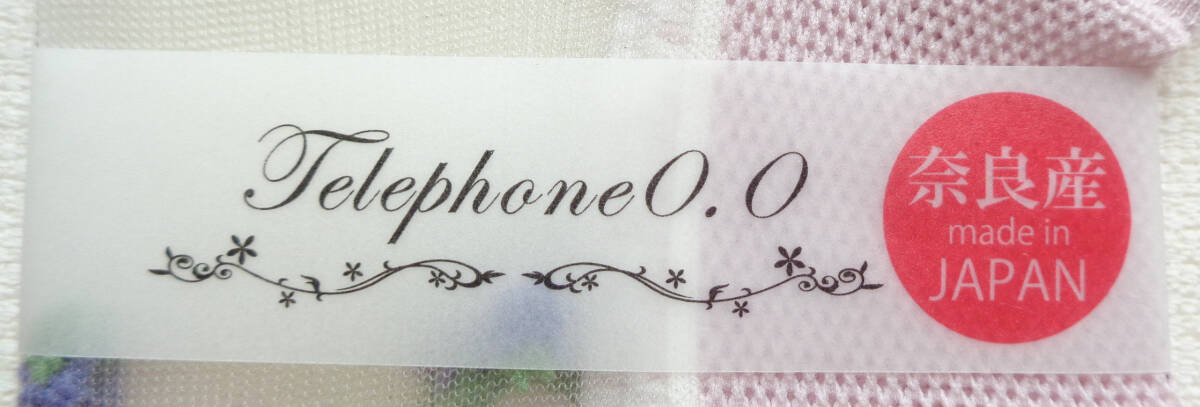 Telephone0.0
奈良産
made in
JAPAN